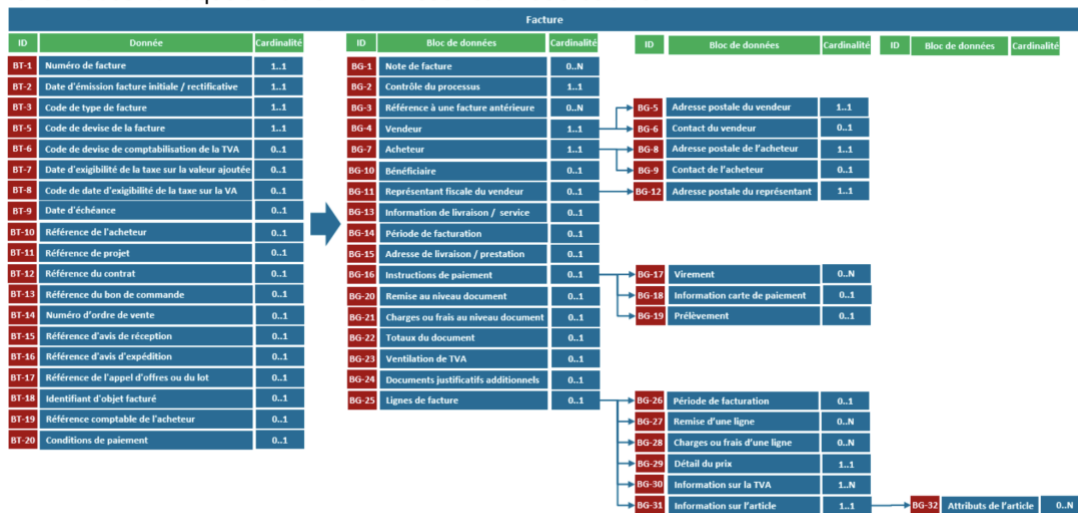 Facture
ID Donnée Cardinalité
BT-1 Numéro de facture 1..1
BT-2 Date d'émission facture initiale / rectificative 1..1
BT-3 Code de type de facture 1..1
BT-5 Code de devise de la facture 1..1
BT-6 Code de devise de comptabilisation de la TVA 0..1
BT-7 Date d'exigibilité de la taxe sur la valeur ajoutée 0..1
BT-8 Code de date d'exigibilité de la taxe sur la VA 0..1
BT-9 Date d'échéance 0..1
BT-10 Référence de l'acheteur 0..1
BT-11 Référence de projet 0..1
BT-12 Référence du contrat 0..1
BT-13 Référence du bon de commande 0..1
BT-14 Numéro d'ordre de vente 0..1
BT-15 Référence d'avis de réception 0..1
BT-16 Référence d'avis d'expédition 0..1
BT-17 Référence de l'appel d'offres ou du lot 0..1
BT-18 Identifiant d'objet facturé 0..1
BT-19 Référence comptable de l'acheteur 0..1
BT-20 Conditions de paiement 0..1
ID Bloc de données Cardinalité
BG-1 Note de facture 0..N
BG-2 Contrôle du processus 1..1
BG-3 Référence à une facture antérieure 0..N
BG-4 Vendeur 1..1
BG-7 Acheteur 1..1
BG-10 Bénéficiaire 0..1
BG-11 Représentant fiscale du vendeur 0..1
BG-13 Information de livraison / service 0..1
BG-14 Période de facturation 0..1
BG-15 Adresse de livraison / prestation 0..1
BG-16 Instructions de paiement 0..1
BG-20 Remise au niveau document 0..1
BG-21 Charges ou frais au niveau document 0..1
BG-22 Totaux du document 0..1
BG-23 Ventilation de TVA 0..1
BG-24 Documents justificatifs additionnels 0..1
BG-25 Lignes de facture 0..1
ID Bloc de données Cardinalité
BG-5 Adresse postale du vendeur 1..1
BG-6 Contact du vendeur 0..1
BG-8 Adresse postale de l'acheteur 1..1
BG-9 Contact de l'acheteur 0..1
BG-12 Adresse postale du représentant 1..1
BG-17 Virement 0..N
BG-18 Information carte de paiement 0..1
BG-19 Prélèvement 0..1
BG-26 Période de facturation 0..1
BG-27 Remise d'une ligne 0..N
BG-28 Charges ou frais d'une ligne 0..N
BG-29 Détail du prix 1..1
BG-30 Information sur la TVA 1..N
BG-31 Information sur l'article 1..1
ID Bloc de données Cardinalité
BG-32 Attributs de l'article 0..N